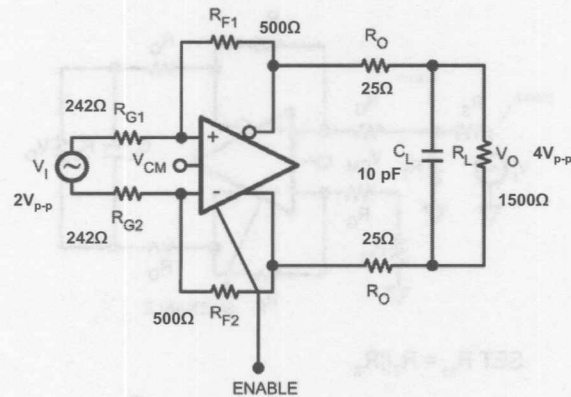 R_F1
500Ω
R_O
25Ω
242Ω
R_G1
+
V_I
V_CM
2V_p-p
-
R_G2
242Ω
C_L
10 pF
R_L
V_O
4V_p-p
1500Ω
25Ω
R_O
500Ω
R_F2
ENABLE